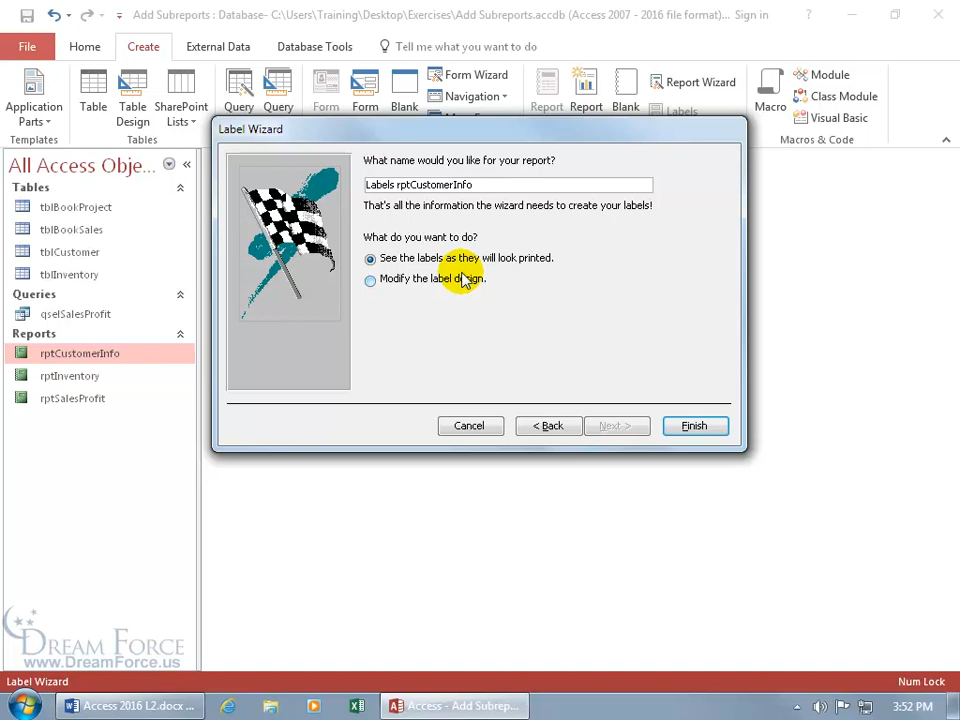 Add Subreports : Database- C:\Users\Training\Desktop\Exercises\Add Subreports.accdb (Access 2007 - 2016 file format)... Sign in
File Home Create External Data Database Tools Tell me what you want to do
Form Wizard
Navigation
Report Wizard
Labels
Module
Class Module
Visual Basic
Application Parts
Table
Table Design
SharePoint Lists
Query
Query
Form
Form
Blank
Report
Report
Blank
Macro
Templates
Tables
Macros & Code
All Access Obje...
Tables
tblBookProject
tblBookSales
tblCustomer
tblInventory
Queries
qselSalesProfit
Reports
rptCustomerInfo
rptInventory
rptSalesProfit
Label Wizard
What name would you like for your report?
Labels rptCustomerInfo
That's all the information the wizard needs to create your labels!
What do you want to do?
See the labels as they will look printed.
Modify the label design.
Cancel < Back Next > Finish
DREAM FORCE
www.DreamForce.us
Label Wizard
Num Lock
Access 2016 L2.docx ...
Access - Add Subrep...
3:52 PM